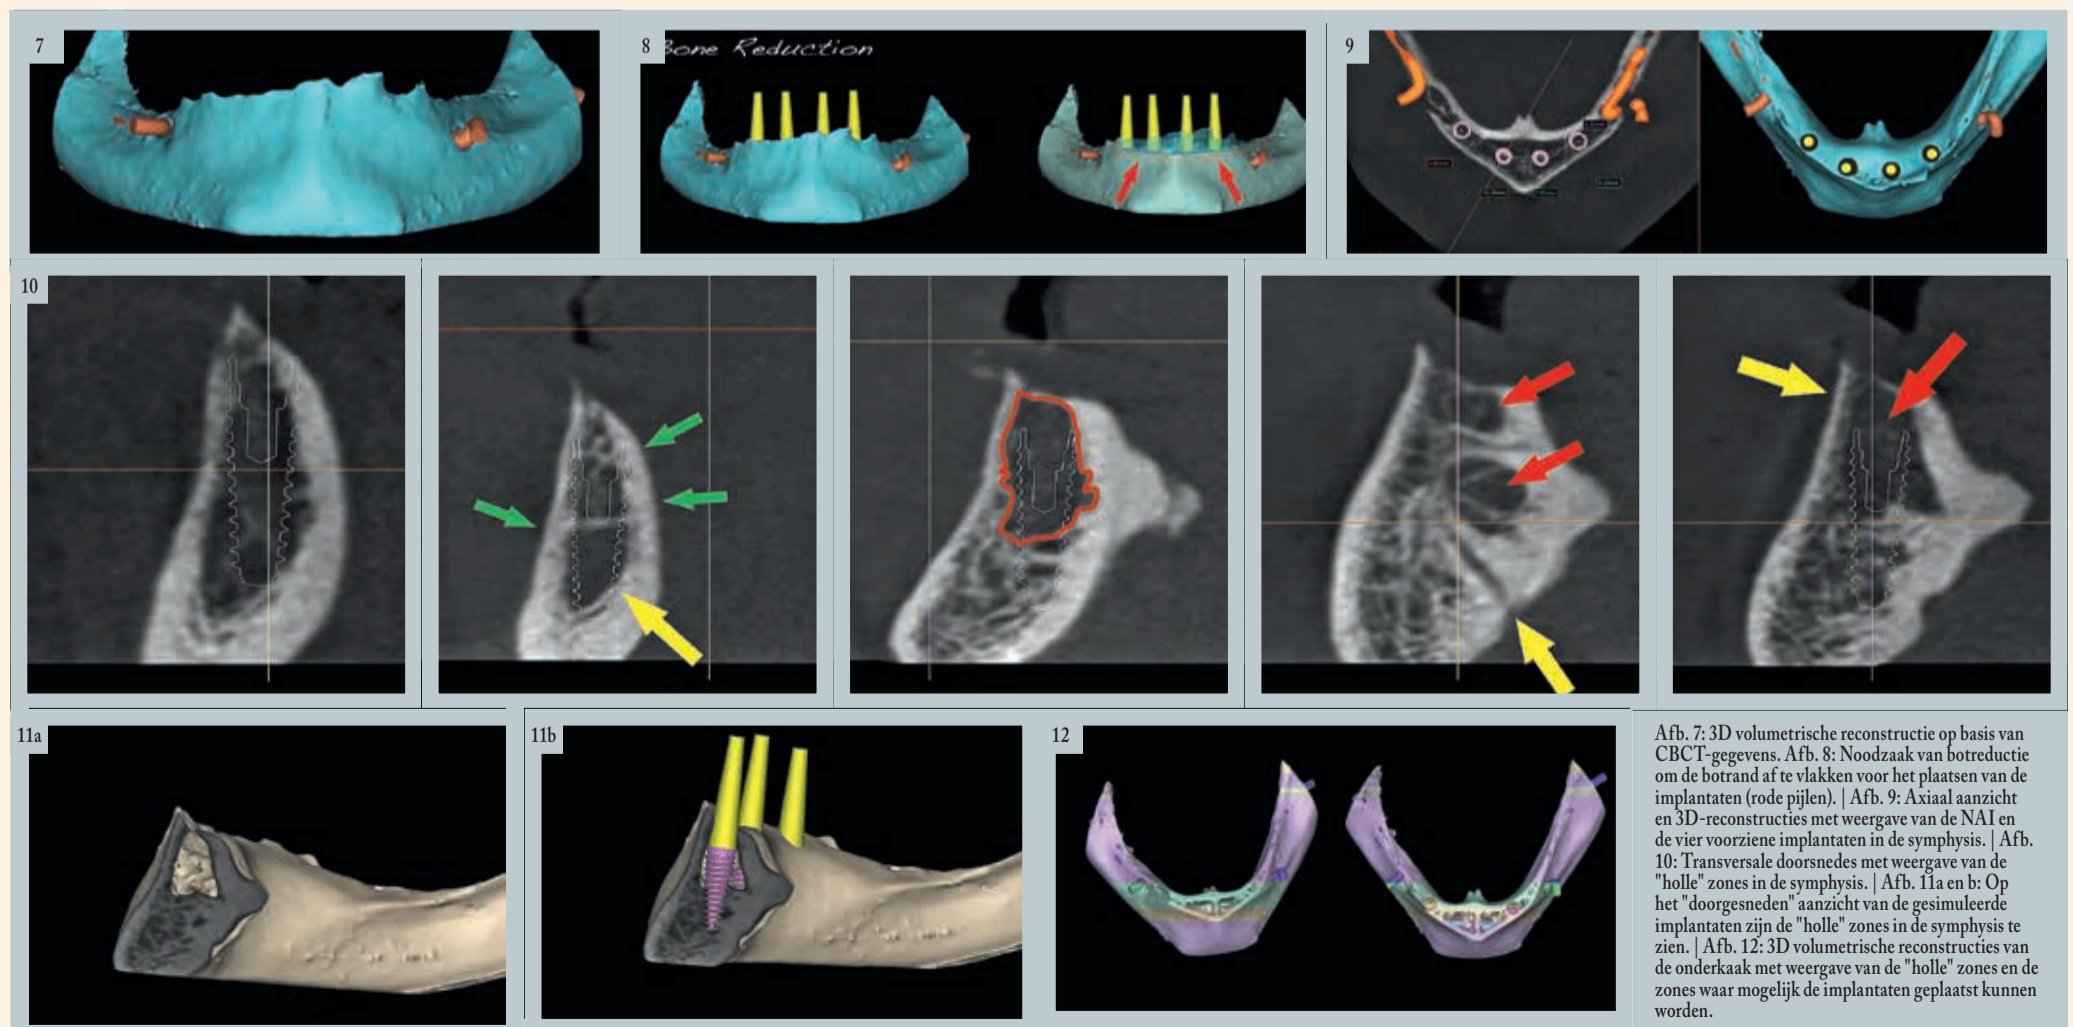 7
8
Bone Reduction
9
10
11a
11b
12
Afb. 7: 3D volumetrische reconstructie op basis van
CBCT-gegevens. Afb. 8: Noodzaak van botreductie
om de botrand af te vlakken voor het plaatsen van de
implantaten (rode pijlen). | Afb. 9: Axiaal aanzicht
en 3D-reconstructies met weergave van de NAI en
de vier voorziene implantaten in de symphysis. | Afb.
10: Transversale doorsnedes met weergave van de
"holle" zones in de symphysis. | Afb. 11a en b: Op
het "doorgesneden" aanzicht van de gesimuleerde
implantaten zijn de "holle" zones in de symphysis te
zien. | Afb. 12: 3D volumetrische reconstructies van
de onderkaak met weergave van de "holle" zones en de
zones waar mogelijk de implantaten geplaatst kunnen
worden.